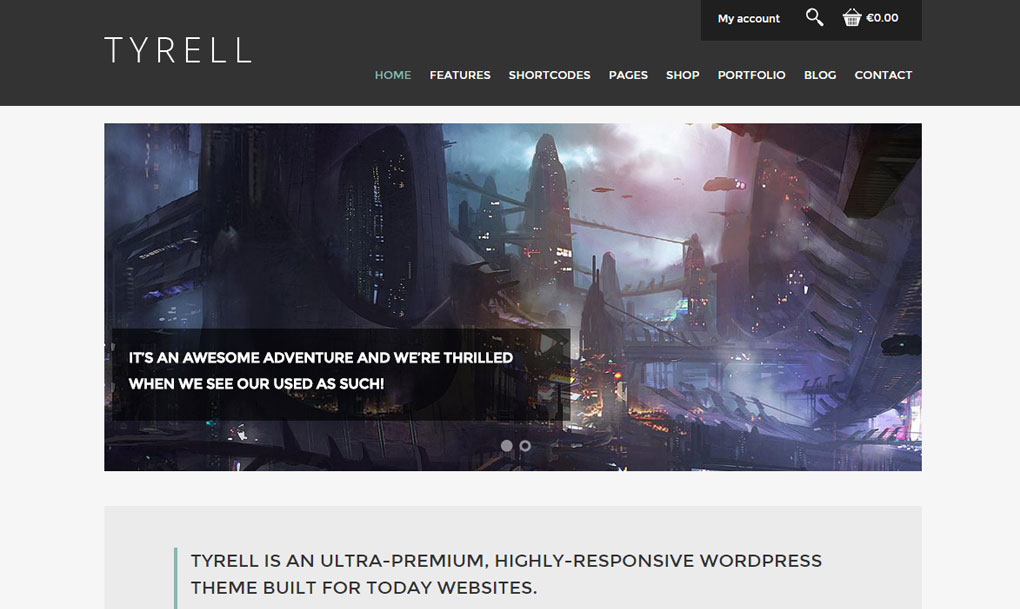 My account
€0.00
TYRELL
HOME FEATURES SHORTCODES PAGES SHOP PORTFOLIO BLOG CONTACT
IT'S AN AWESOME ADVENTURE AND WE'RE THRILLED
WHEN WE SEE OUR USED AS SUCH!
TYRELL IS AN ULTRA-PREMIUM, HIGHLY-RESPONSIVE WORDPRESS
THEME BUILT FOR TODAY WEBSITES.